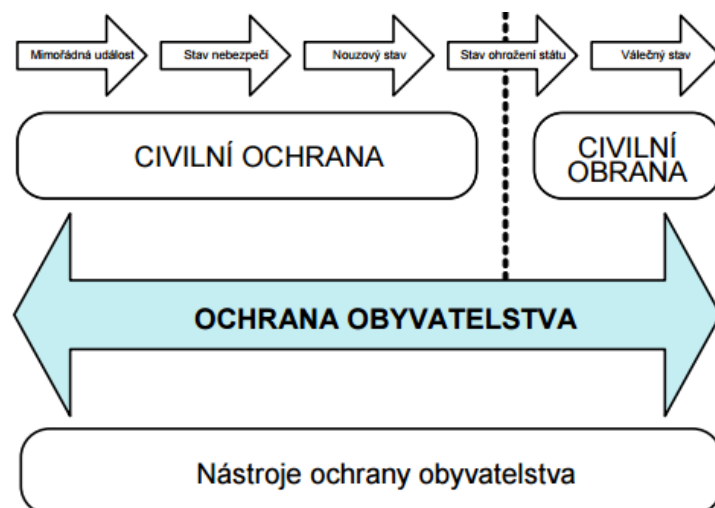 Mimořádná událost
Stav nebezpečí
Nouzový stav
Stav ohrožení státu
Válečný stav
CIVILNÍ OCHRANA
CIVILNÍ
OBRANA
OCHRANA OBYVATELSTVA
Nástroje ochrany obyvatelstva